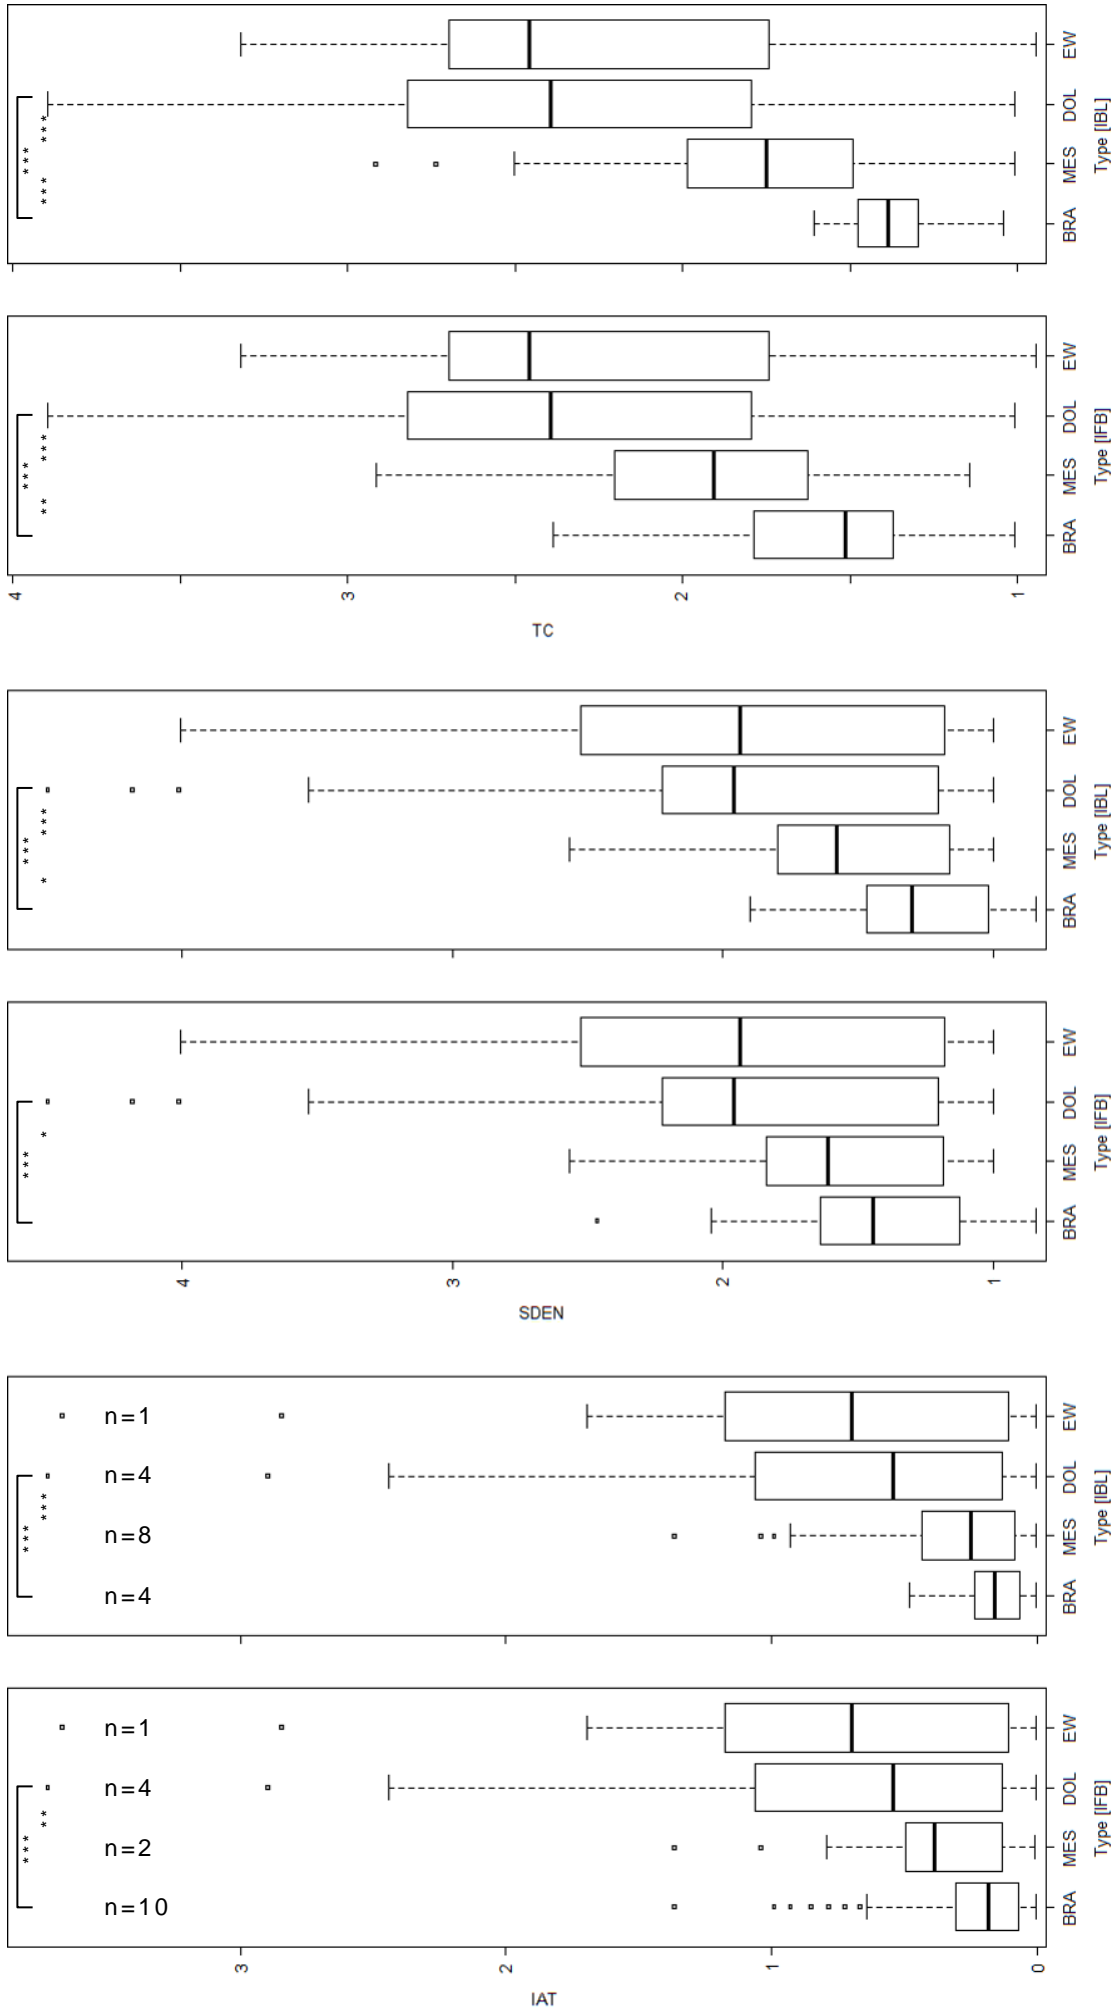 ***
***
***
EW
DOL
MES
BRA
Type [IBL]
***
***
**
EW
DOL
MES
BRA
Type [IFB]
4
3
2
1
TC
***
***
*
EW
DOL
MES
BRA
Type [IBL]
***
*
EW
DOL
MES
BRA
Type [IFB]
4
3
2
1
SDEN
***
***
n=1
n=4
n=8
n=4
EW
DOL
MES
BRA
Type [IBL]
***
**
n=1
n=4
n=2
n=10
EW
DOL
MES
BRA
Type [IFB]
3
2
1
0
IAT